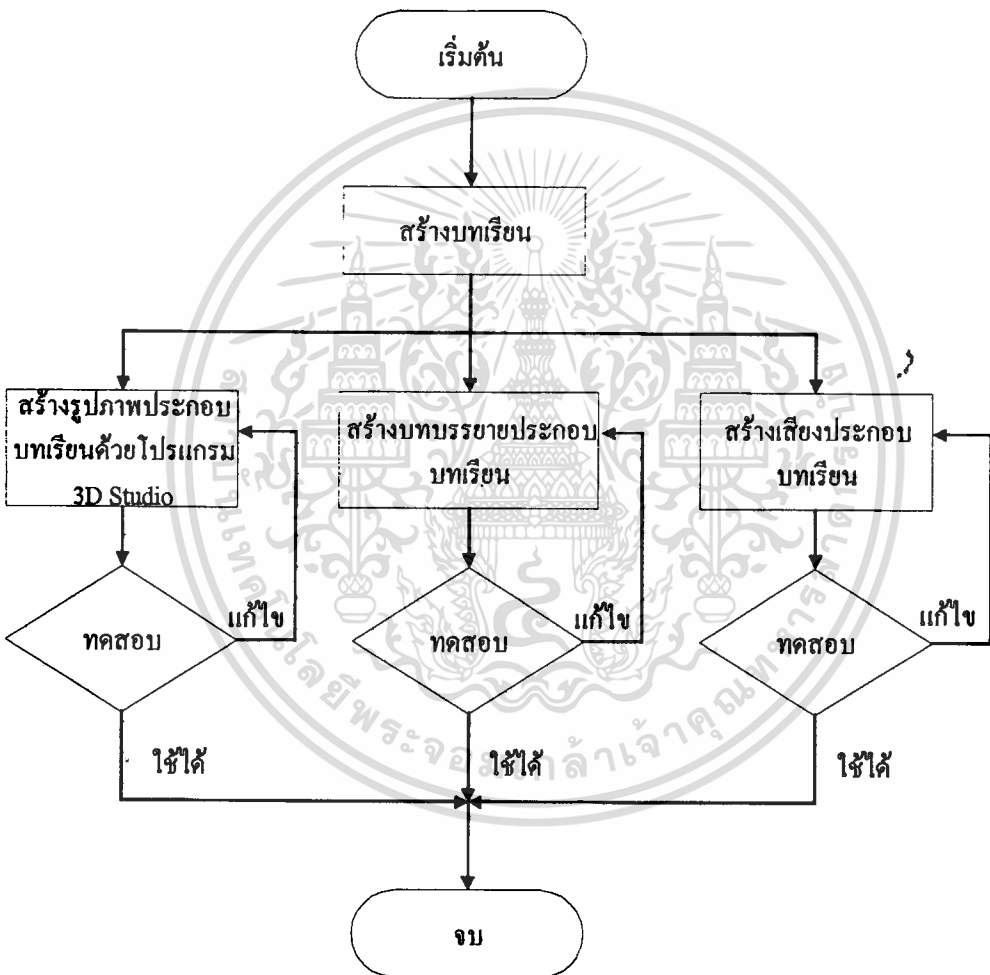 เริ่มต้น
สร้างบทเรียน
สร้างรูปภาพประกอบ
บทเรียนด้วยโปรแกรม
3D Studio
สร้างบทบรรยายประกอบ
บทเรียน
สร้างเสียงประกอบ
บทเรียน
ทดสอบ
แก้ไข
ทดสอบ
แก้ไข
ทดสอบ
แก้ไข
ใช้ได้
ใช้ได้
ใช้ได้
จบ